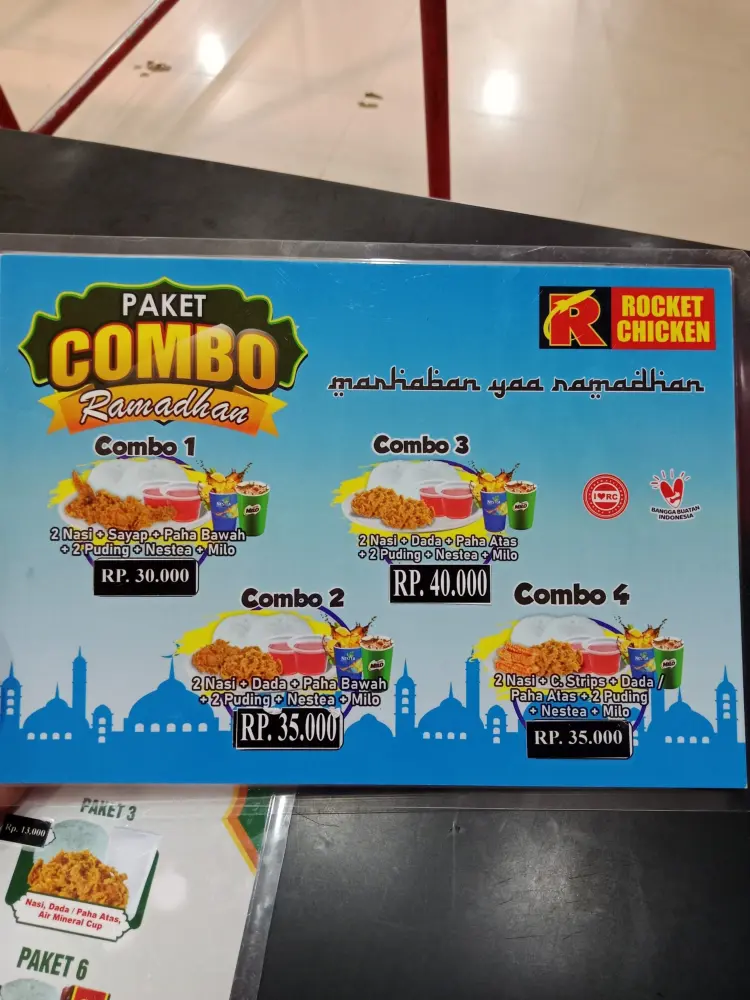 PAKET
COMBO
Ramadhan
ROCKET
CHICKEN
marhaban yaa ramadhan
Combo 1
2 Nasi + Sayap + Paha Bawah
+ 2 Puding + Nestea + Milo
RP. 30.000
Combo 3
2 Nasi + Dada + Paha Atas
+ 2 Puding + Nestea + Milo
RP. 40.000
I ♥ RC
BANGGA BUATAN
INDONESIA
Combo 2
2 Nasi + Dada + Paha Bawah
+ 2 Puding + Nestea + Milo
RP. 35.000
Combo 4
2 Nasi + C. Strips + Dada /
Paha Atas + 2 Puding
+ Nestea + Milo
RP. 35.000
PAKET 3
Rp. 13.000
Nasi, Dada / Paha Atas,
Air Mineral Cup
PAKET 6